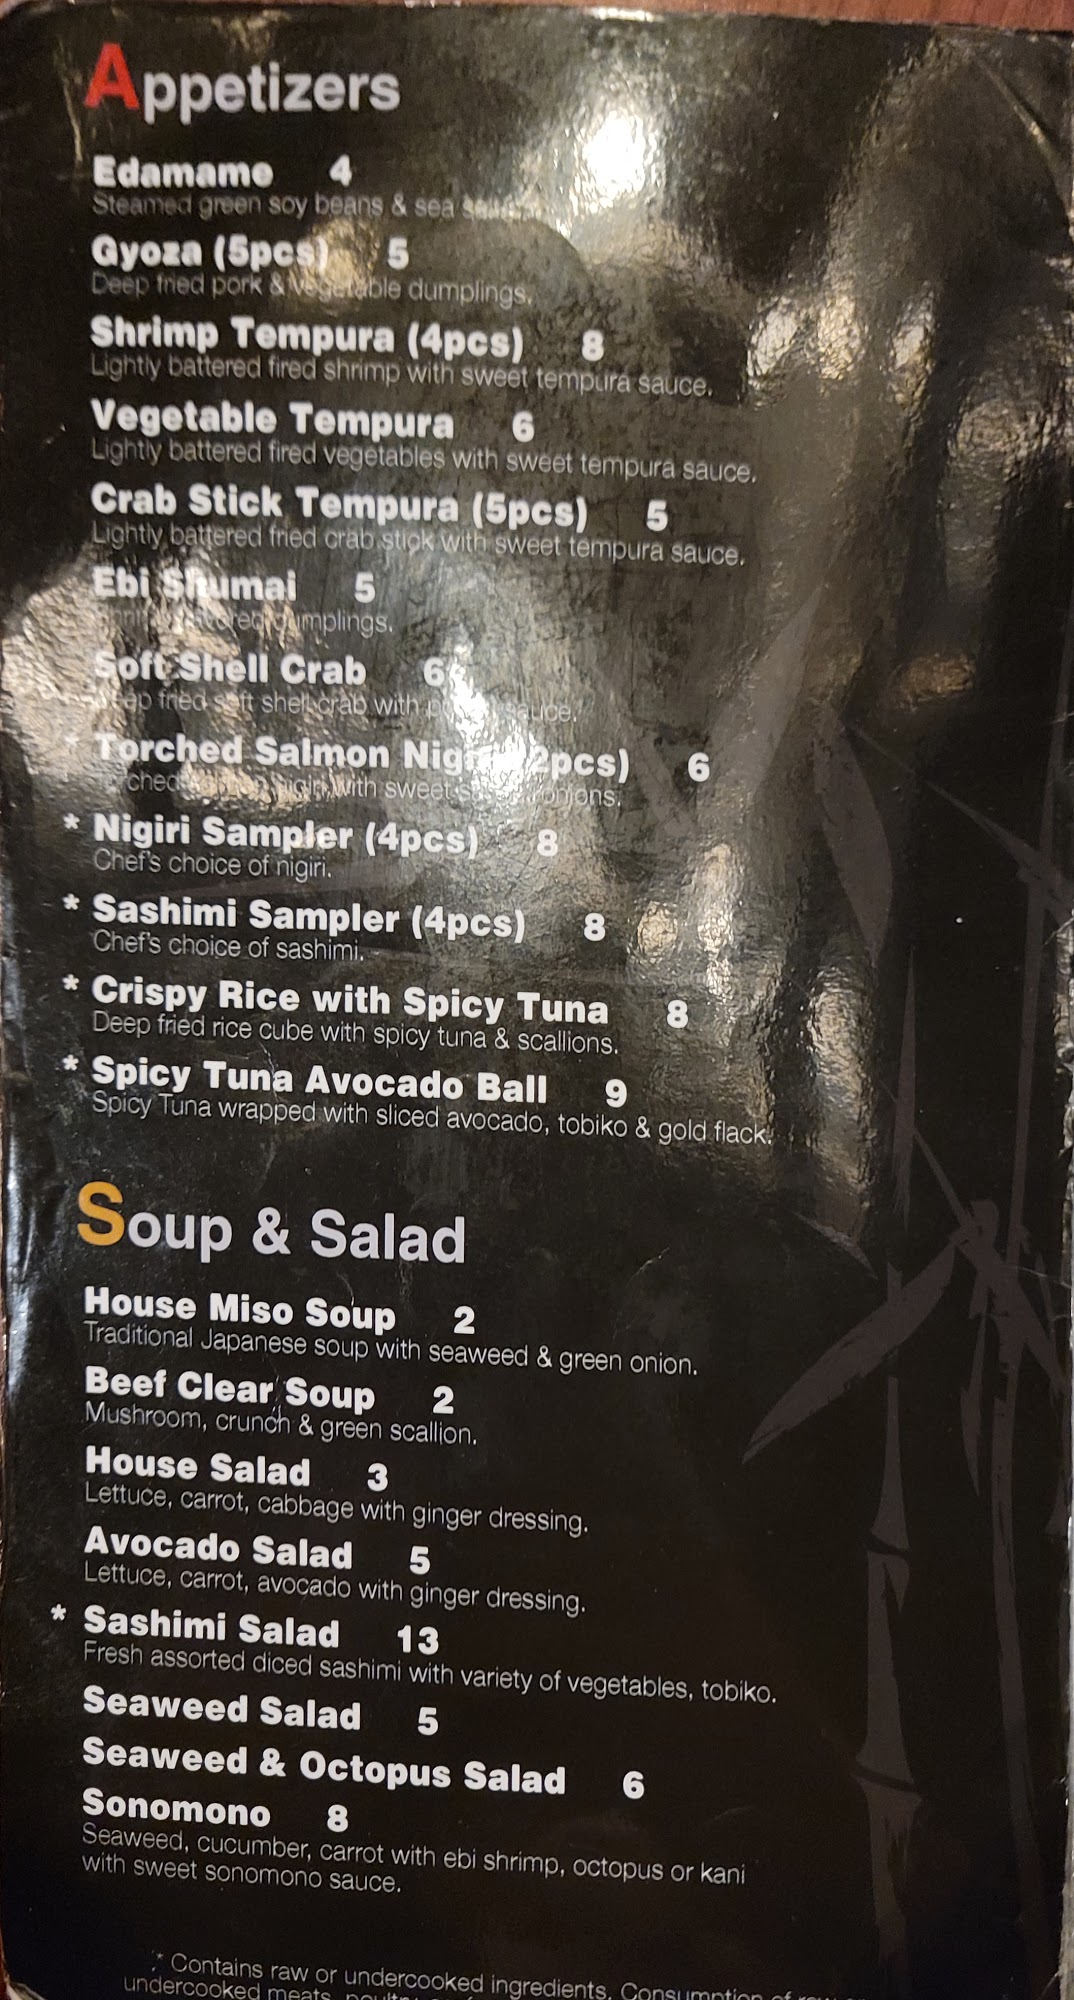 Appetizers
Edamame 4
Steamed green soy beans & sea
Gyoza (5pcs) 5
Deep fried pork & vegetable dumplings.
Shrimp Tempura (4pcs) 8
Lightly battered fired shrimp with sweet tempura sauce.
Vegetable Tempura 6
Lightly battered fired vegetables with sweet tempura sauce.
Crab Stick Tempura (5pcs) 5
Lightly battered fried crab stick with sweet tempura sauce.
Ebi Shumai 5
dumplings.
Soft Shell Crab 6
Deep fried soft shell crab with sauce.
* Torched Salmon Nigiri (2pcs) 6
Torched nigiri with sweet onions.
* Nigiri Sampler (4pcs) 8
Chef's choice of nigiri.
* Sashimi Sampler (4pcs) 8
Chef's choice of sashimi.
* Crispy Rice with Spicy Tuna 8
Deep fried rice cube with spicy tuna & scallions.
* Spicy Tuna Avocado Ball 9
Spicy Tuna wrapped with sliced avocado, tobiko & gold flack.
Soup & Salad
House Miso Soup 2
Traditional Japanese soup with seaweed & green onion.
Beef Clear Soup 2
Mushroom, crunch & green scallion.
House Salad 3
Lettuce, carrot, cabbage with ginger dressing.
Avocado Salad 5
Lettuce, carrot, avocado with ginger dressing.
* Sashimi Salad 13
Fresh assorted diced sashimi with variety of vegetables, tobiko.
Seaweed Salad 5
Seaweed & Octopus Salad 6
Sonomono 8
Seaweed, cucumber, carrot with ebi shrimp, octopus or kani
with sweet sonomono sauce.
* Contains raw or undercooked ingredients. Consumption of
undercooked meats,